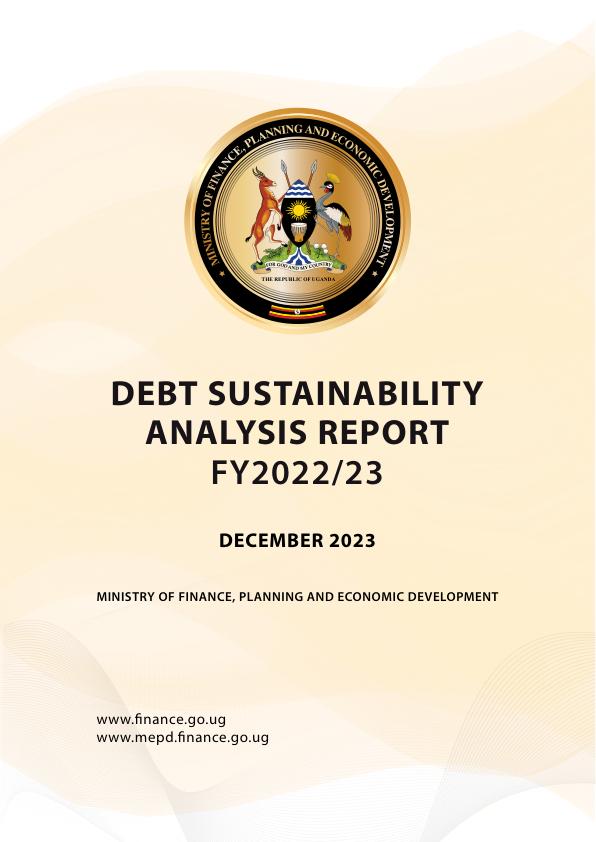 MINISTRY OF FINANCE, PLANNING AND ECONOMIC DEVELOPMENT
FOR GOD AND MY COUNTRY
THE REPUBLIC OF UGANDA
DEBT SUSTAINABILITY
ANALYSIS REPORT
FY2022/23
DECEMBER 2023
MINISTRY OF FINANCE, PLANNING AND ECONOMIC DEVELOPMENT
www.finance.go.ug
www.mepd.finance.go.ug